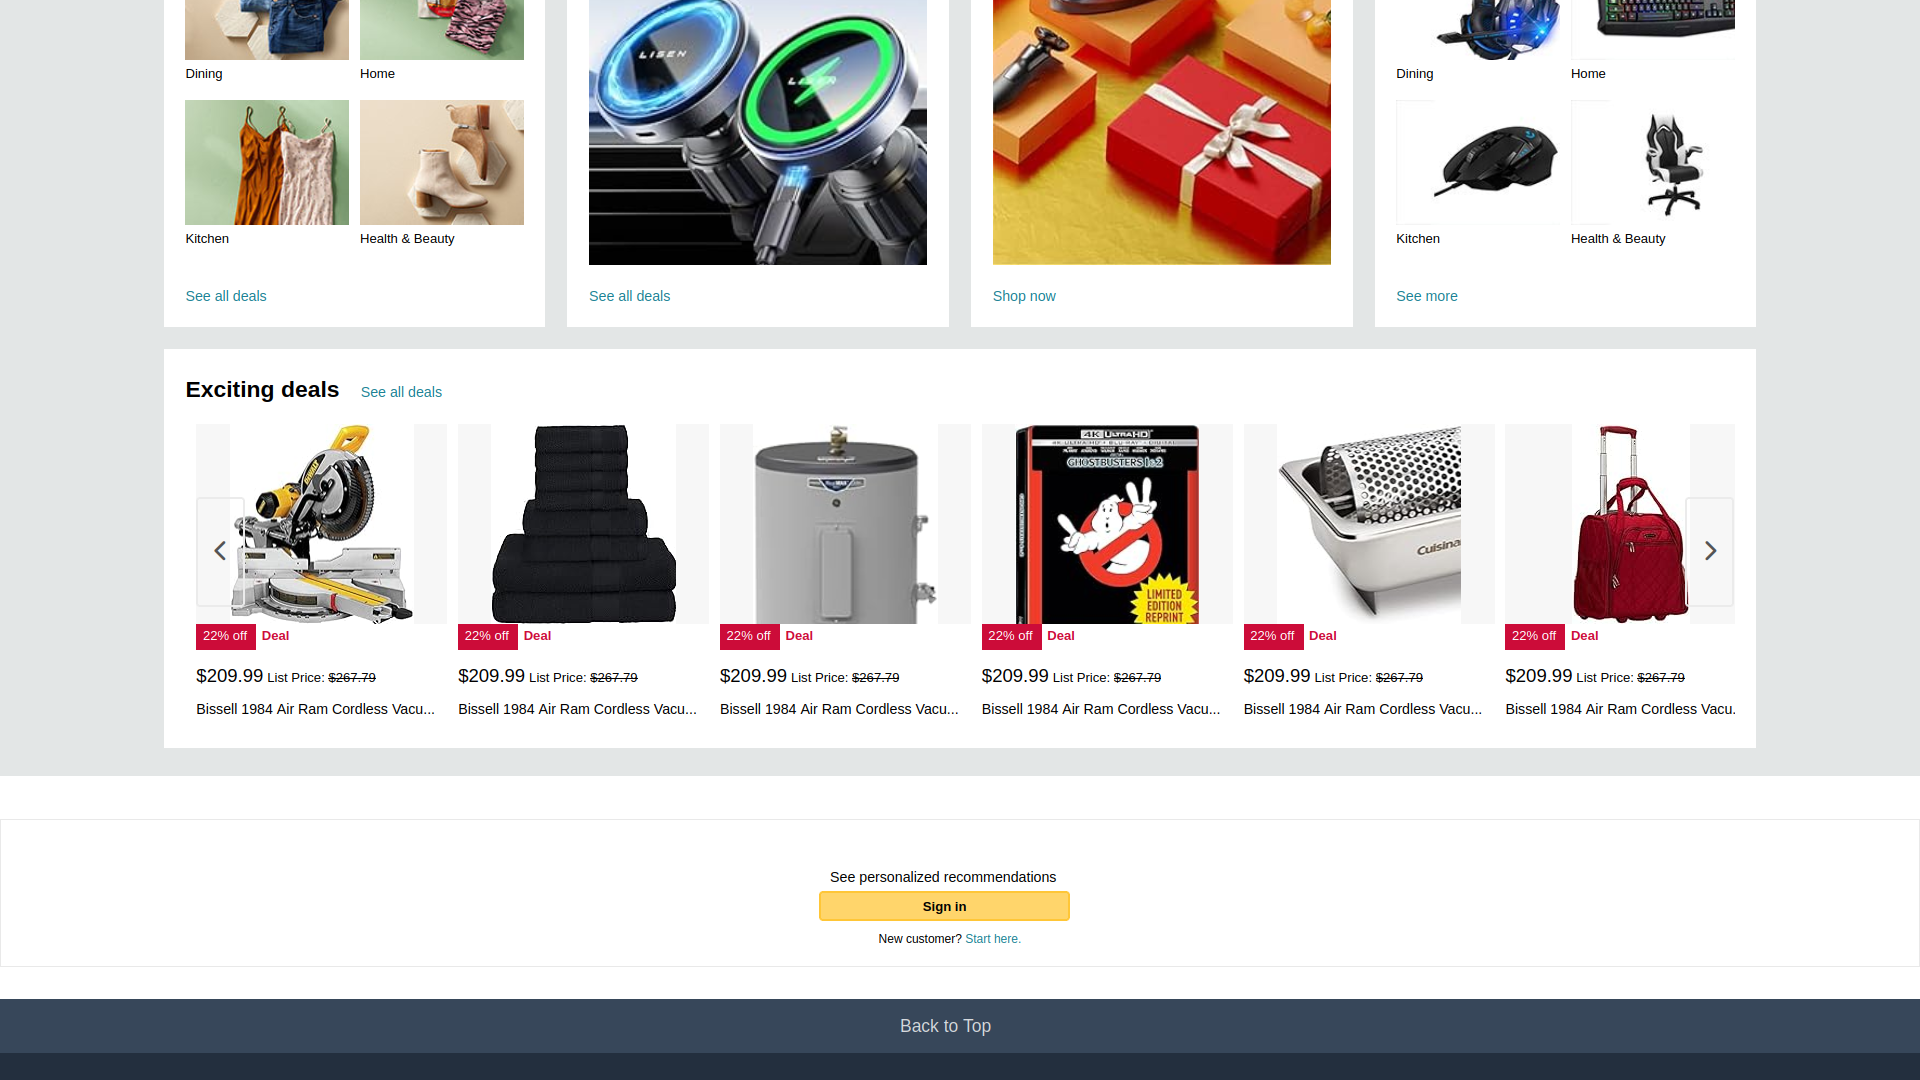 Dining
Home
Dining
Home
LISEN
Kitchen
Health & Beauty
Kitchen
Health & Beauty
See all deals
See all deals
Shop now
See more
Exciting deals
See all deals
4K ULTRA HD
GHOSTBUSTERS 1&2
LIMITED
EDITION
REPRINT
Cuisina
22% off Deal
22% off Deal
22% off Deal
22% off Deal
22% off Deal
22% off Deal
$209.99 List Price: $267.79
$209.99 List Price: $267.79
$209.99 List Price: $267.79
$209.99 List Price: $267.79
$209.99 List Price: $267.79
$209.99 List Price: $267.79
Bissell 1984 Air Ram Cordless Vacu...
Bissell 1984 Air Ram Cordless Vacu...
Bissell 1984 Air Ram Cordless Vacu...
Bissell 1984 Air Ram Cordless Vacu...
Bissell 1984 Air Ram Cordless Vacu...
Bissell 1984 Air Ram Cordless Vacu.
See personalized recommendations
Sign in
New customer? Start here.
Back to Top